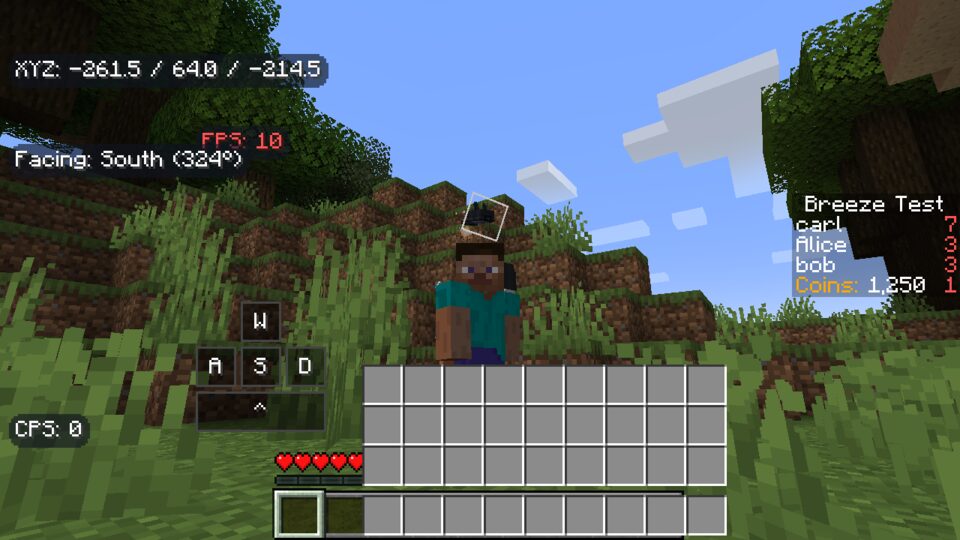 XYZ: -261.5 / 64.0 / -214.5
FPS: 10
Facing: South (324°)
Breeze Test
carl 7
Alice 3
bob 3
Coins: 1,250 1
W
A S D
^
CPS: 0